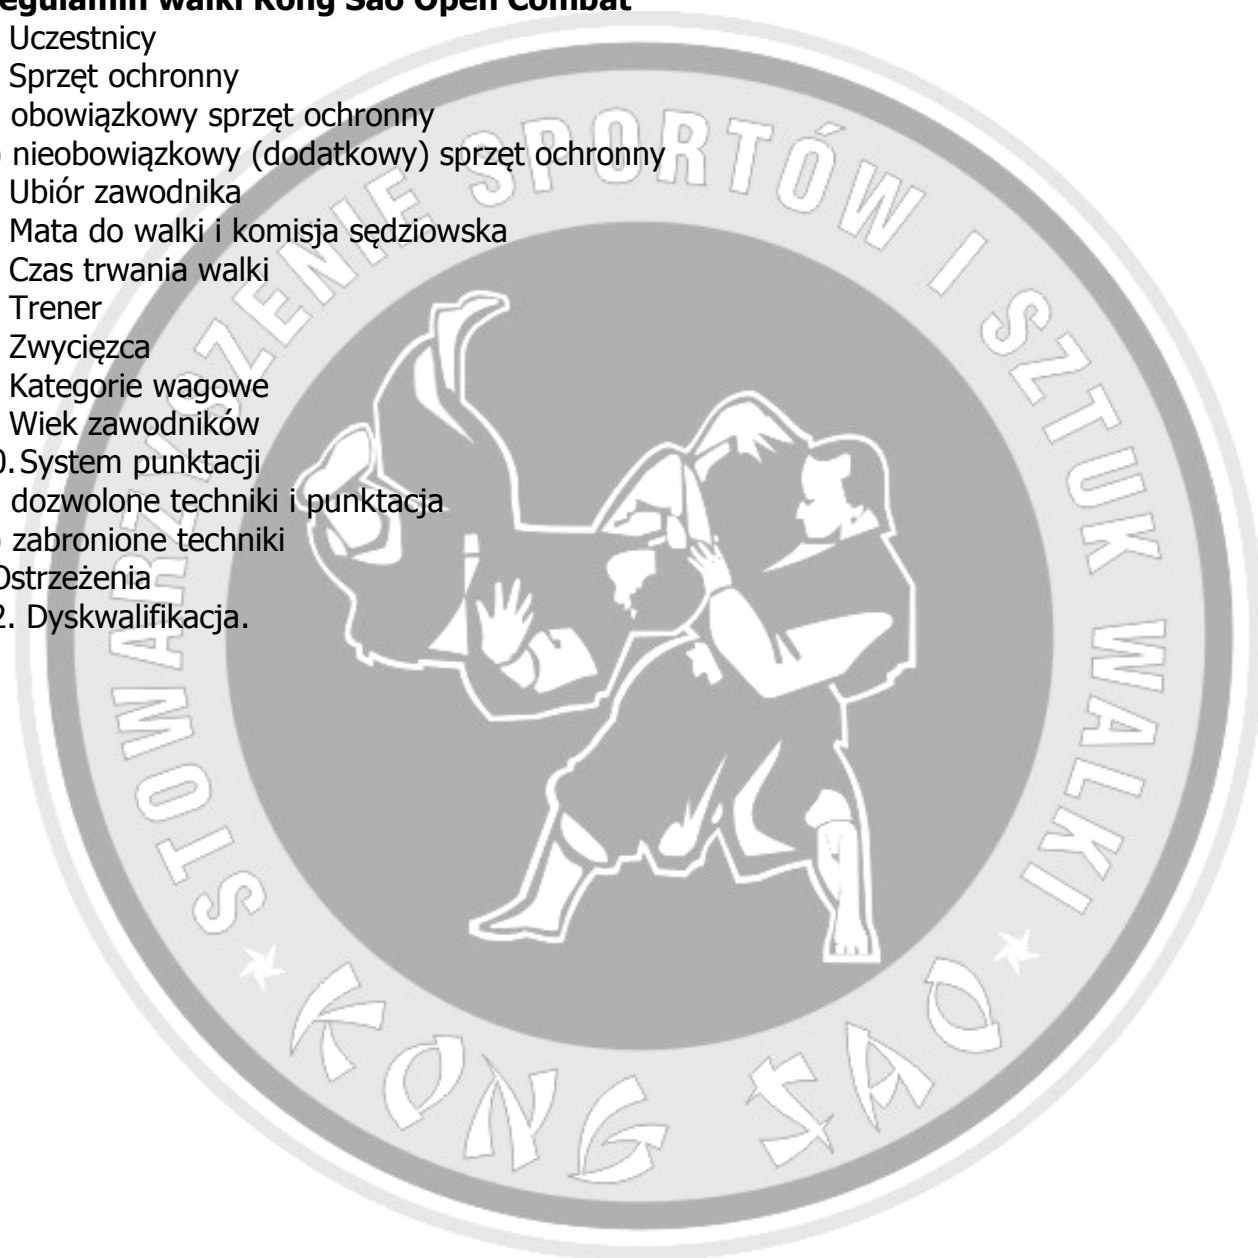 egulamin walki Kong Sao Open Combat
Uczestnicy
Sprzęt ochronny
obowiązkowy sprzęt ochronny
) nieobowiązkowy (dodatkowy) sprzęt ochronny
Ubiór zawodnika
Mata do walki i komisja sędziowska
Czas trwania walki
Trener
Zwycięzca
Kategorie wagowe
Wiek zawodników
0. System punktacji
dozwolone techniki i punktacja
) zabronione techniki
Ostrzeżenia
2. Dyskwalifikacja.
STOWARZYSZENIE SPORTÓW I SZTUK WALKI
KONG SAO